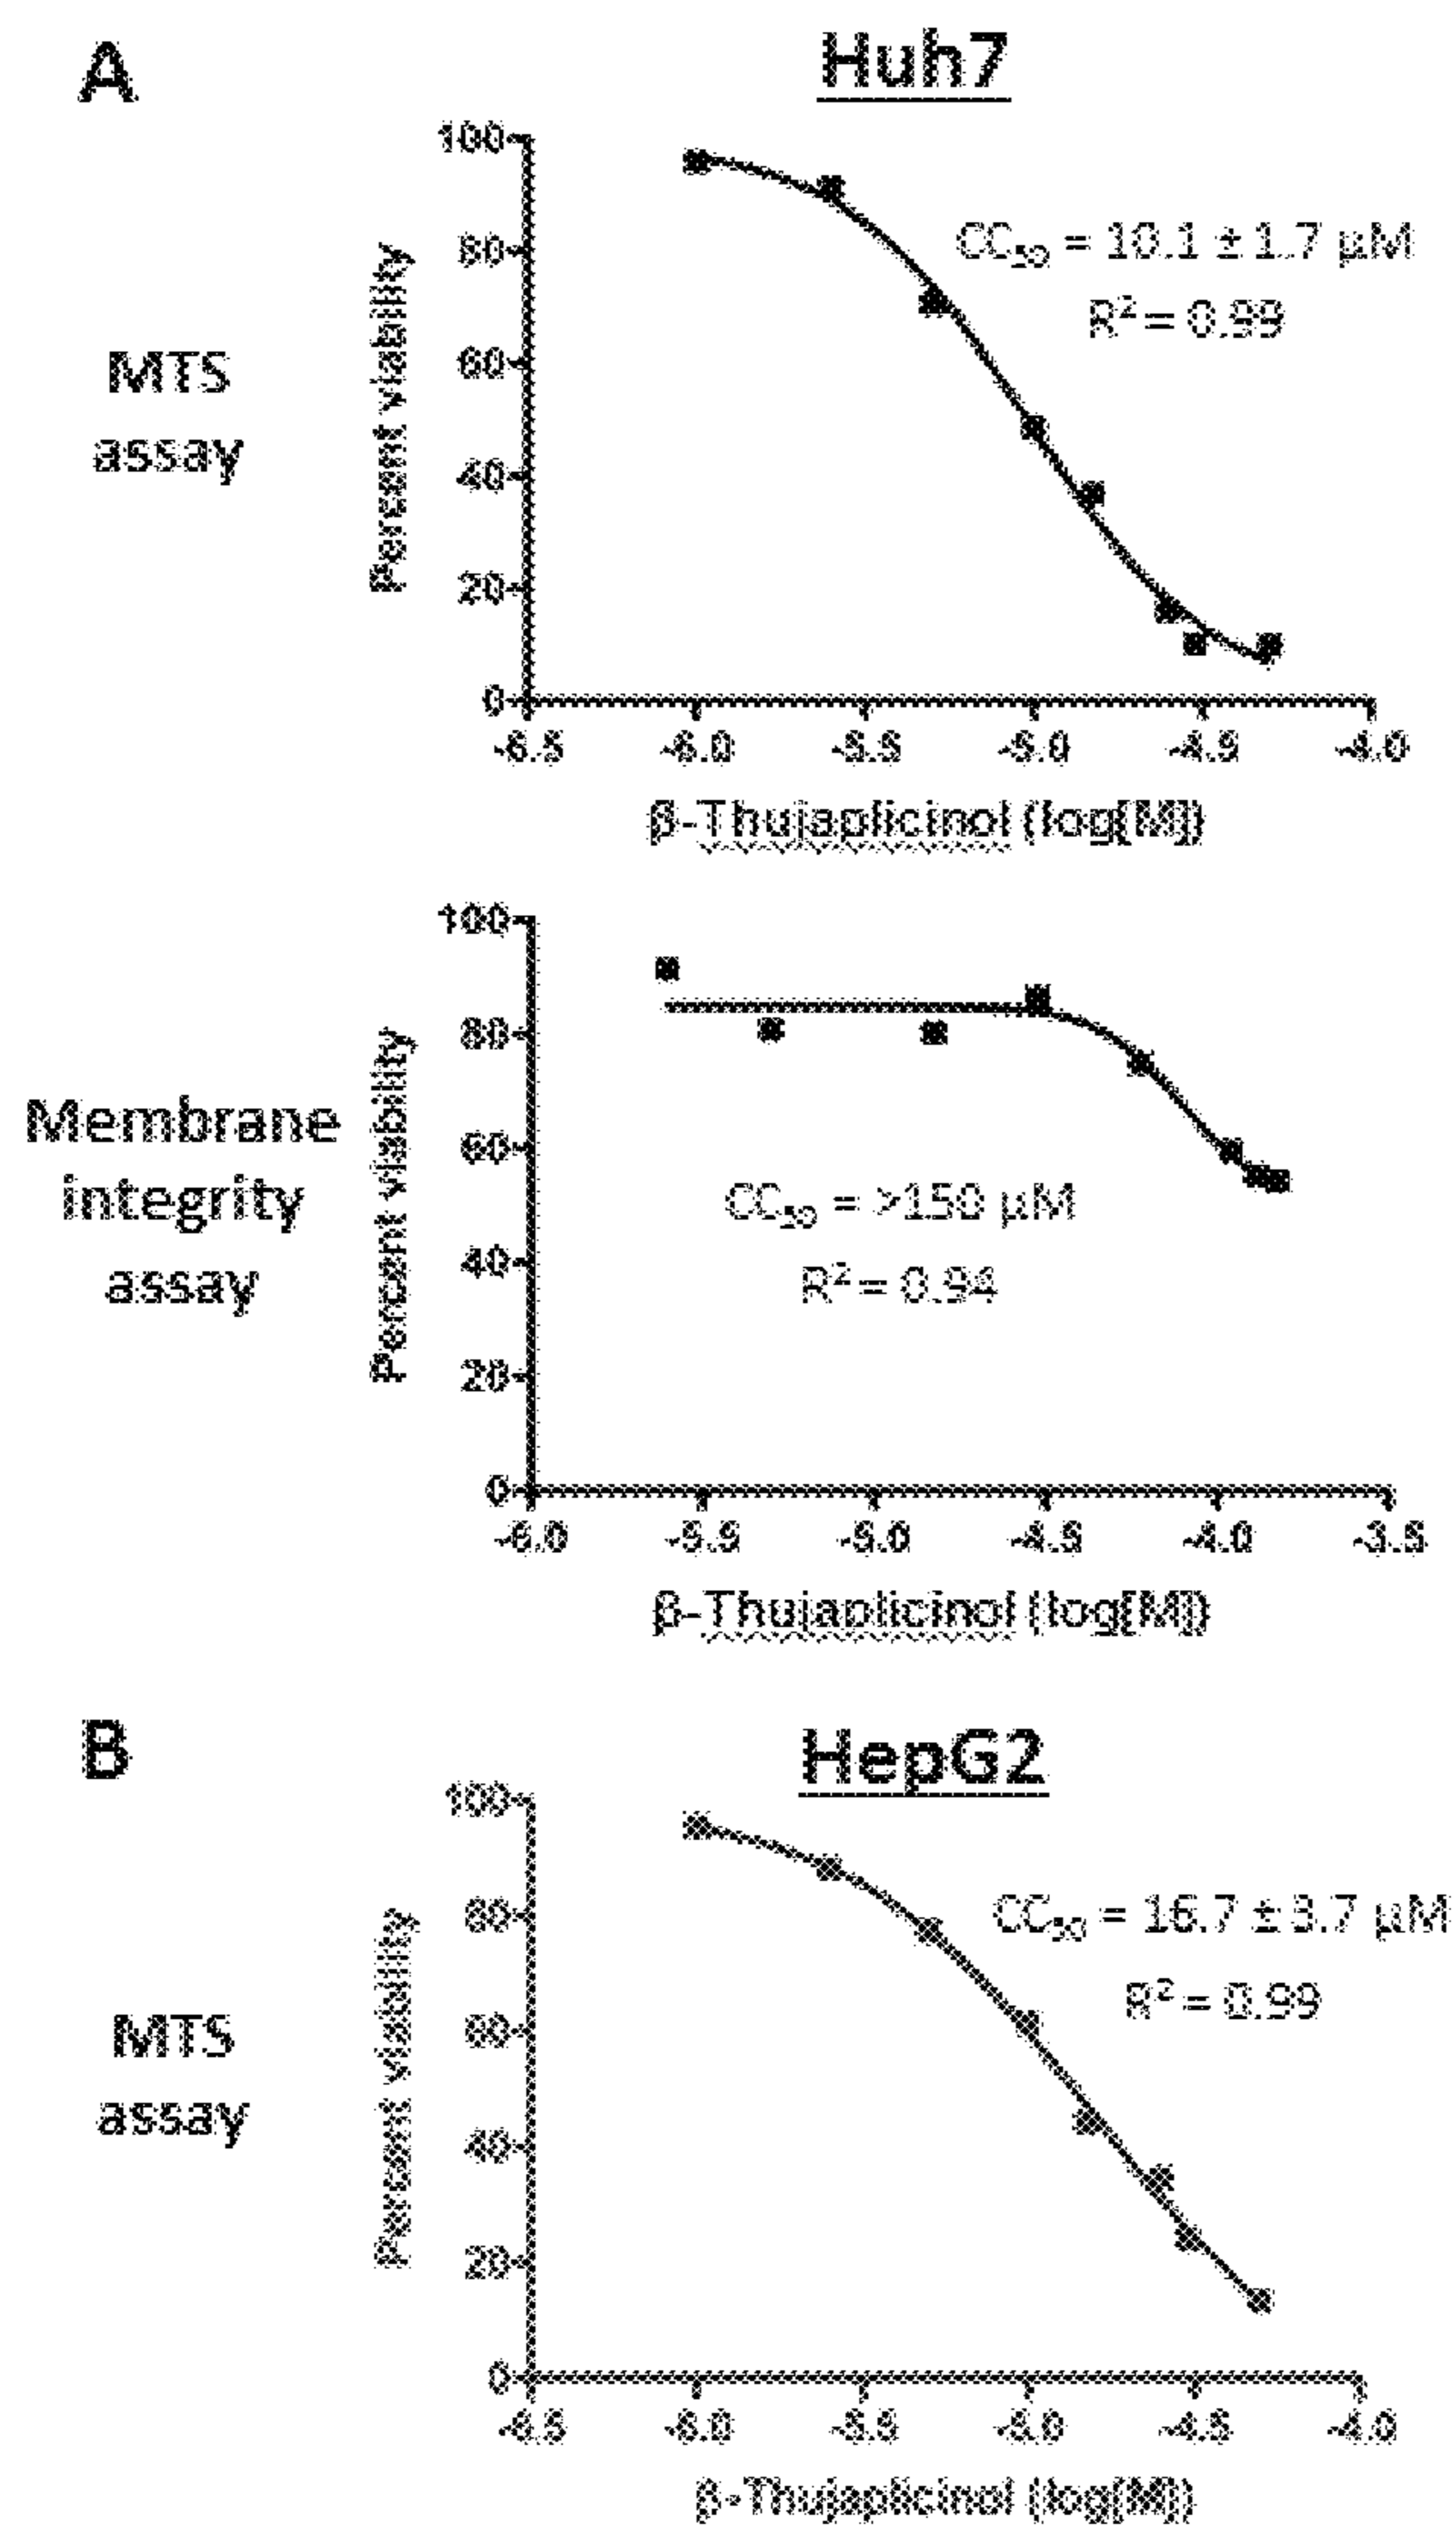 A
Huh7
MTS
assay
Percent viability
100
80
60
40
20
0
CC50 = 10.1 ± 1.7 µM
R² = 0.99
-6.5 -6.0 -5.5 -5.0 -4.5 -4.0
β-Thujaplicinol (log[M])
Membrane
integrity
assay
Percent viability
100
80
60
40
20
0
CC50 = >150 µM
R² = 0.94
-6.0 -5.5 -5.0 -4.5 -4.0 -3.5
β-Thujaplicinol (log[M])
B
HepG2
MTS
assay
Percent viability
100
80
60
40
20
0
CC50 = 16.7 ± 3.7 µM
R² = 0.99
-6.5 -6.0 -5.5 -5.0 -4.5 -4.0
β-Thujaplicinol (log[M])